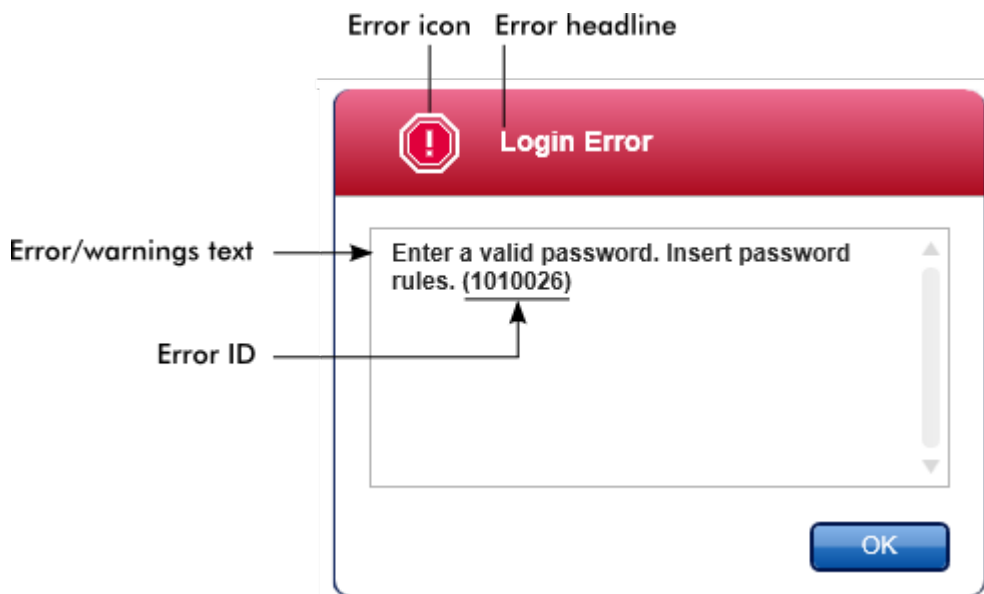 Error icon Error headline
Login Error
Error/warnings text
Enter a valid password. Insert password
rules. (1010026)
Error ID
OK